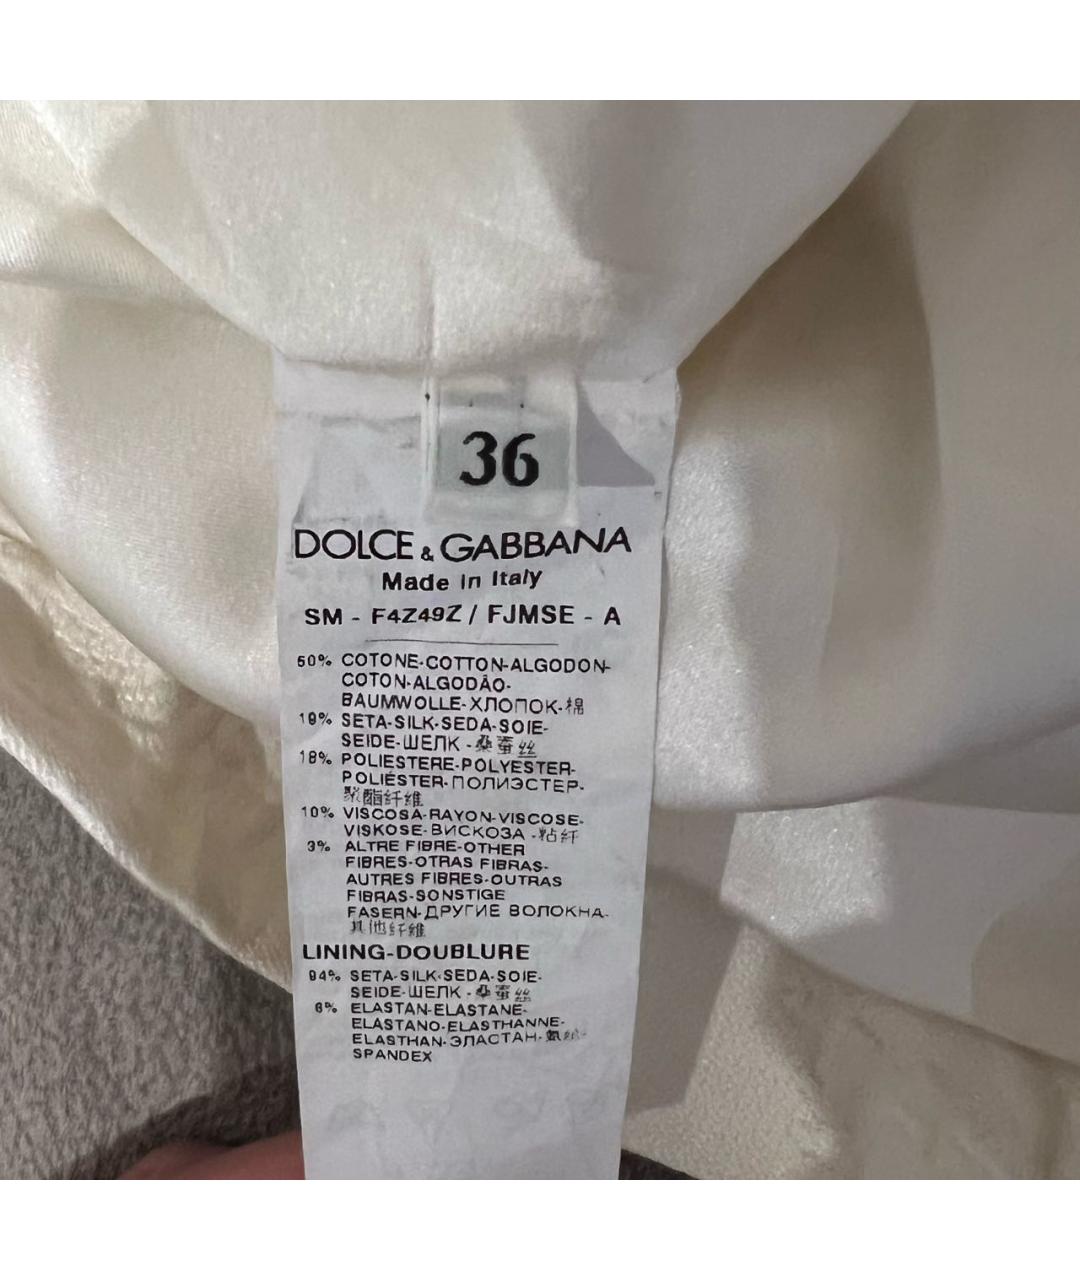 36
DOLCE & GABBANA
Made in Italy
SM - F4Z49Z / FJMSE - A
50% COTONE-COTTON-ALGODON-
COTON-ALGODÃO-
BAUMWOLLE-ХЛОПОК-棉
19% SETA-SILK-SEDA-SOIE-
SEIDE-ШЕЛК-桑蚕丝
18% POLIESTERE-POLYESTER-
POLIÉSTER-ПОЛИЭСТЕР-
聚酯纤维
10% VISCOSA-RAYON-VISCOSE-
VISKOSE-ВИСКОЗА-粘纤
3% ALTRE FIBRE-OTHER
FIBRES-OTRAS FIBRAS-
AUTRES FIBRES-OUTRAS
FIBRAS-SONSTIGE
FASERN-ДРУГИЕ ВОЛОКНА-
其他纤维
LINING-DOUBLURE
94% SETA-SILK-SEDA-SOIE-
SEIDE-ШЕЛК-桑蚕丝
6% ELASTAN-ELASTANE-
ELASTANO-ELASTHANNE-
ELASTHAN-ЭЛАСТАН-氨纶-
SPANDEX